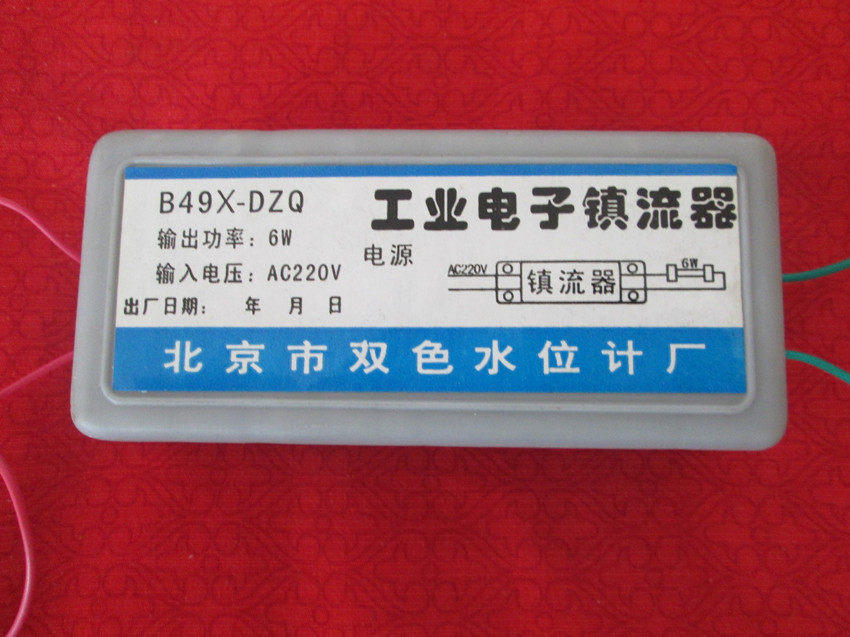 B49X-DZQ
工业电子镇流器
输出功率：6W
电源
输入电压：AC220V
AC220V
镇流器
6W
出厂日期： 年 月 日
北京市双色水位计厂